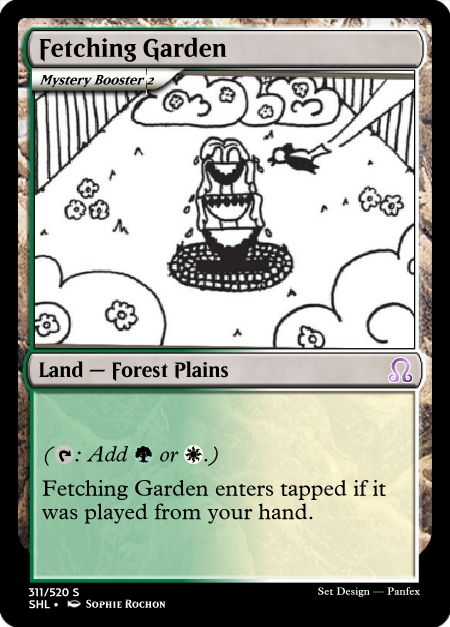 Fetching Garden
Mystery Booster 2
Land — Forest Plains
( : Add or .)
Fetching Garden enters tapped if it
was played from your hand.
311/520 S
SHL • Sophie Rochon
Set Design — Panfex